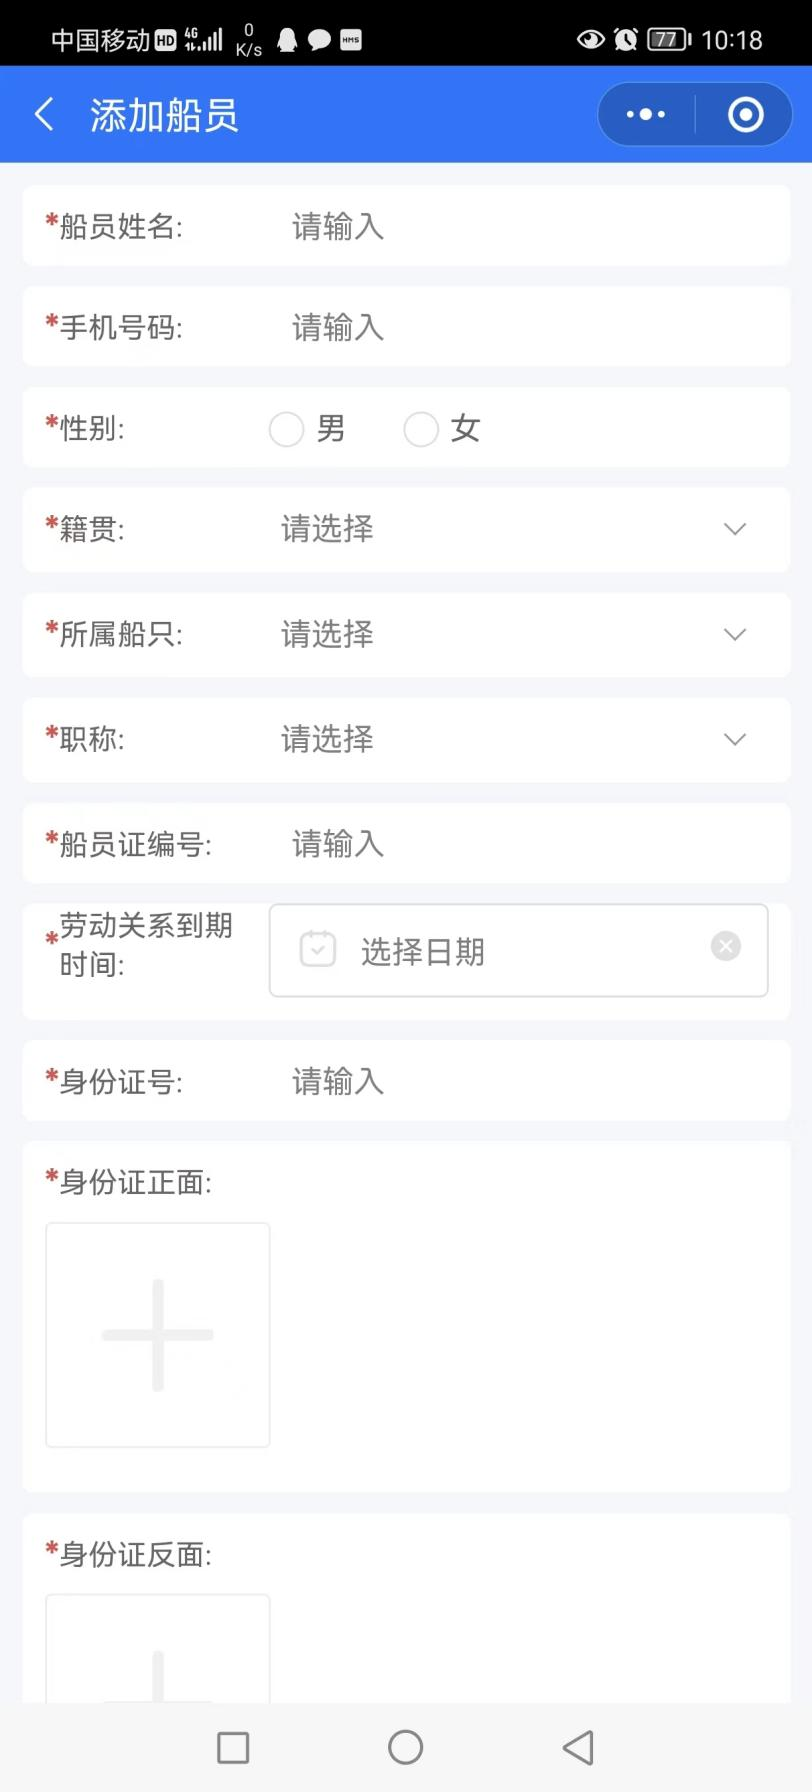 中国移动 HD 4G 0 K/s HMS 77 10:18
添加船员
*船员姓名: 请输入
*手机号码: 请输入
*性别: 男 女
*籍贯: 请选择
*所属船只: 请选择
*职称: 请选择
*船员证编号: 请输入
*劳动关系到期
时间: 选择日期
*身份证号: 请输入
*身份证正面:
*身份证反面: